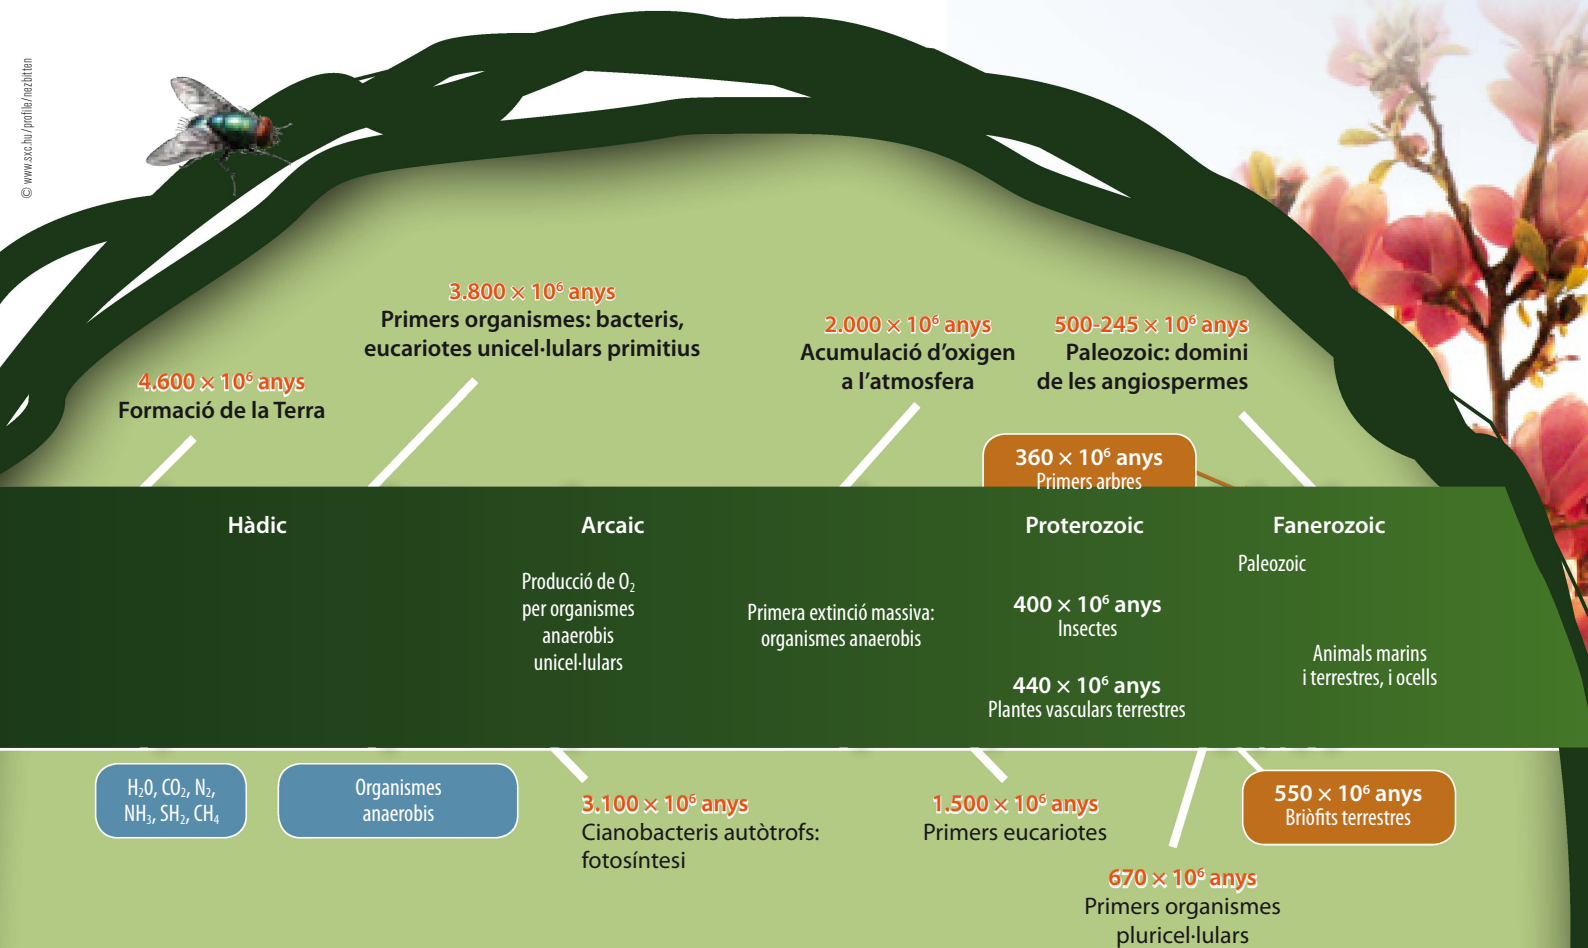 © www.sxc.hu/profile/nezbitten
3.800 × 10⁶ anys
Primers organismes: bacteris,
eucariotes unicel·lulars primitius
2.000 × 10⁶ anys
Acumulació d’oxigen
a l’atmosfera
500-245 × 10⁶ anys
Paleozoic: domini
de les angiospermes
4.600 × 10⁶ anys
Formació de la Terra
360 × 10⁶ anys
Primers arbres
Hàdic
Arcaic
Proterozoic
Fanerozoic
Paleozoic
Producció de O₂
per organismes
anaerobis
unicel·lulars
Primera extinció massiva:
organismes anaerobis
400 × 10⁶ anys
Insectes
440 × 10⁶ anys
Plantes vasculars terrestres
Animals marins
i terrestres, i ocells
H₂0, CO₂, N₂,
NH₃, SH₂, CH₄
Organismes
anaerobis
3.100 × 10⁶ anys
Cianobacteris autòtrofs:
fotosíntesi
1.500 × 10⁶ anys
Primers eucariotes
550 × 10⁶ anys
Briòfits terrestres
670 × 10⁶ anys
Primers organismes
pluricel·lulars